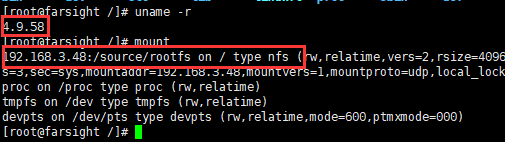 [root@farsight /]# uname -r
4.9.58
[root@farsight /]# mount
192.168.3.48:/source/rootfs on / type nfs (rw,relatime,vers=2,rsize=4096
s=3,sec=sys,mountaddr=192.168.3.48,mountvers=1,mountproto=udp,local_lock
proc on /proc type proc (rw,relatime)
tmpfs on /dev type tmpfs (rw,relatime)
devpts on /dev/pts type devpts (rw,relatime,mode=600,ptmxmode=000)
[root@farsight /]#